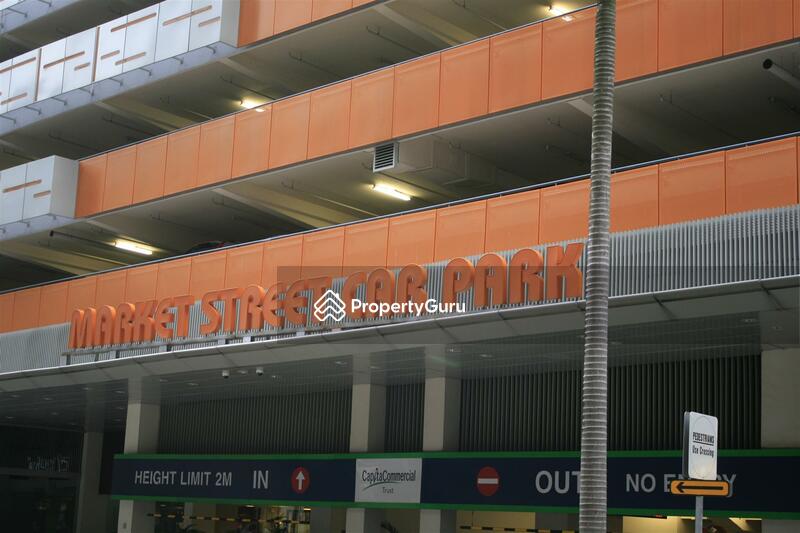 MARKET STREET CAR PARK
PropertyGuru
HEIGHT LIMIT 2M IN
CapitaCommercial
Trust
OUT NO ENTRY
PEDESTRIANS
Use Crossing